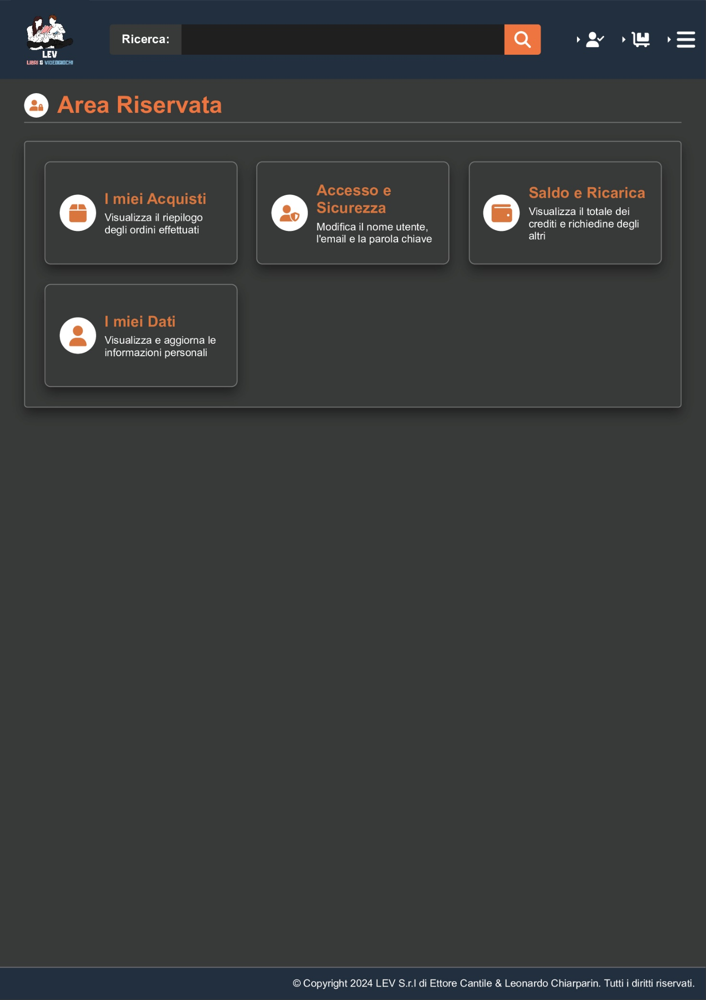 LEV
LIBRI & VIDEOGIOCHI
Ricerca:
Area Riservata
I miei Acquisti
Visualizza il riepilogo
degli ordini effettuati
Accesso e
Sicurezza
Modifica il nome utente,
l'email e la parola chiave
Saldo e Ricarica
Visualizza il totale dei
crediti e richiedine degli
altri
I miei Dati
Visualizza e aggiorna le
informazioni personali
© Copyright 2024 LEV S.r.l di Ettore Cantile & Leonardo Chiarparin. Tutti i diritti riservati.